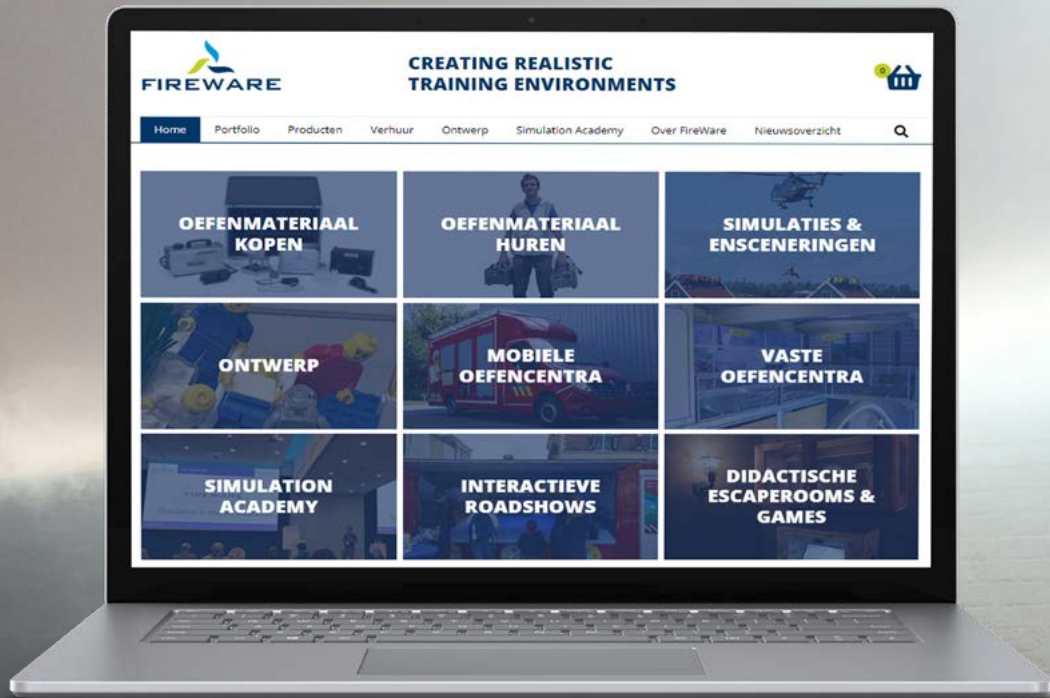 FIREWARE
CREATING REALISTIC
TRAINING ENVIRONMENTS
0
Home Portfolio Producten Verhuur Ontwerp Simulation Academy Over FireWare Nieuwsoverzicht
OEFENMATERIAAL
KOPEN
OEFENMATERIAAL
HUREN
SIMULATIES &
ENSCENERINGEN
ONTWERP
MOBIELE
OEFENCENTRA
VASTE
OEFENCENTRA
SIMULATION
ACADEMY
INTERACTIEVE
ROADSHOWS
DIDACTISCHE
ESCAPEROOMS &
GAMES